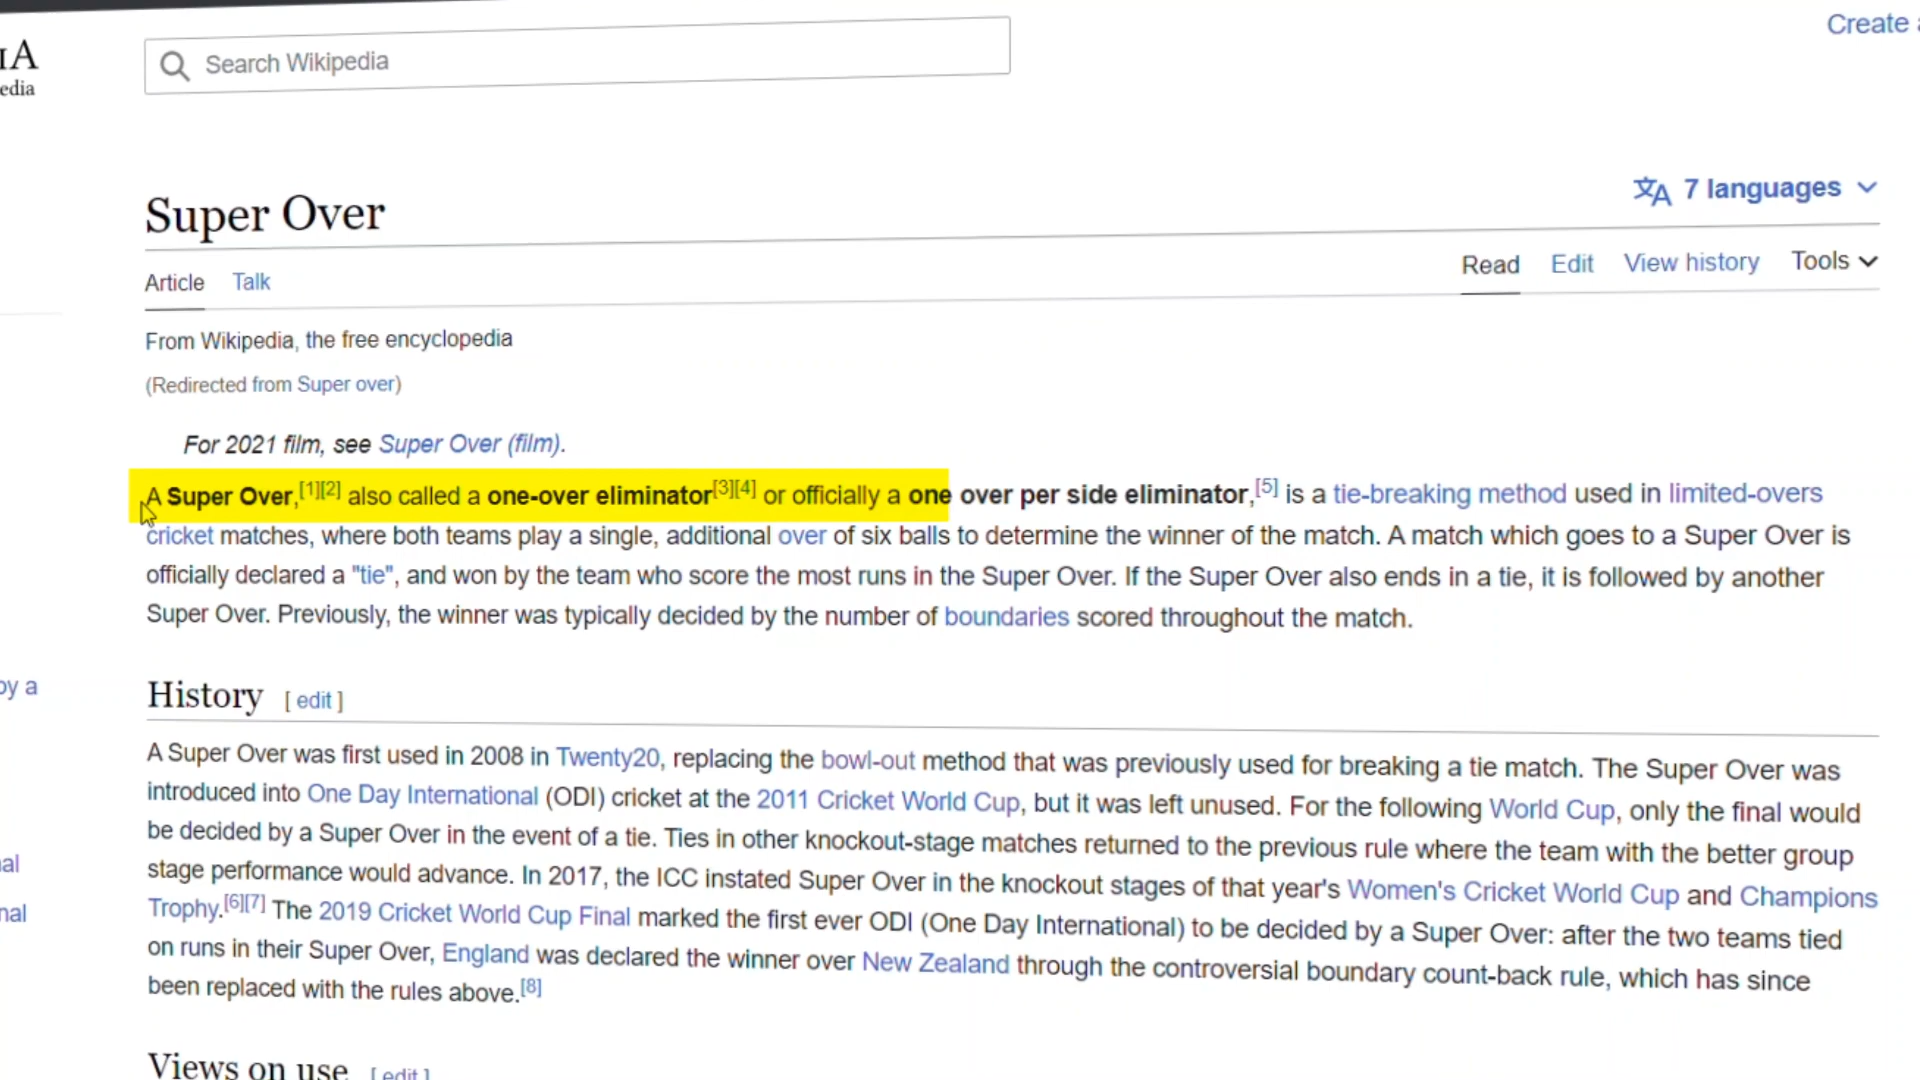 IA
edia
Search Wikipedia
Create
Super Over
7 languages
Article Talk
Read Edit View history Tools
From Wikipedia, the free encyclopedia
(Redirected from Super over)
For 2021 film, see Super Over (film).
A Super Over,[1][2] also called a one-over eliminator[3][4] or officially a one over per side eliminator,[5] is a tie-breaking method used in limited-overs
cricket matches, where both teams play a single, additional over of six balls to determine the winner of the match. A match which goes to a Super Over is
officially declared a "tie", and won by the team who score the most runs in the Super Over. If the Super Over also ends in a tie, it is followed by another
Super Over. Previously, the winner was typically decided by the number of boundaries scored throughout the match.
by a
History [ edit ]
A Super Over was first used in 2008 in Twenty20, replacing the bowl-out method that was previously used for breaking a tie match. The Super Over was
introduced into One Day International (ODI) cricket at the 2011 Cricket World Cup, but it was left unused. For the following World Cup, only the final would
be decided by a Super Over in the event of a tie. Ties in other knockout-stage matches returned to the previous rule where the team with the better group
stage performance would advance. In 2017, the ICC instated Super Over in the knockout stages of that year's Women's Cricket World Cup and Champions
Trophy.[6][7] The 2019 Cricket World Cup Final marked the first ever ODI (One Day International) to be decided by a Super Over: after the two teams tied
on runs in their Super Over, England was declared the winner over New Zealand through the controversial boundary count-back rule, which has since
been replaced with the rules above.[8]
al
nal
Views on use [ edit ]